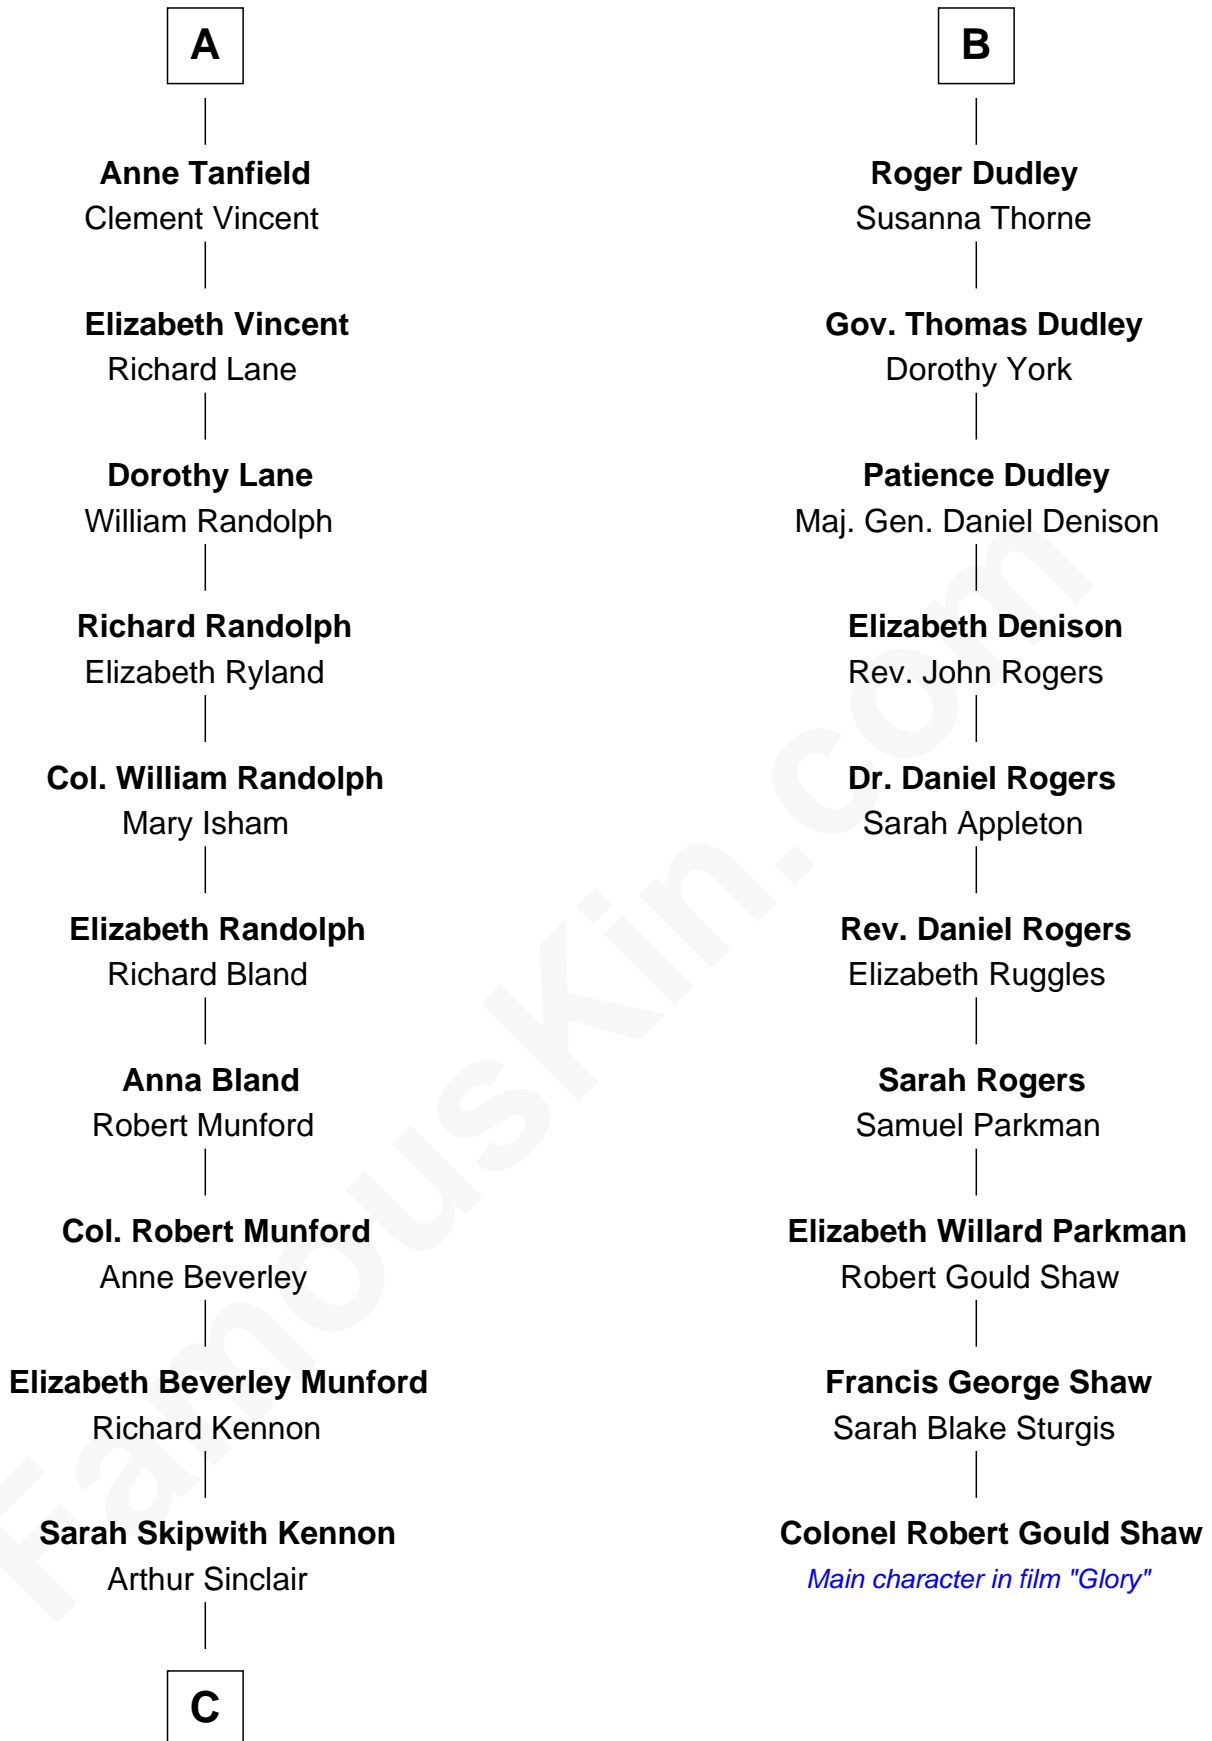 A
Anne Tanfield
Clement Vincent
Elizabeth Vincent
Richard Lane
Dorothy Lane
William Randolph
Richard Randolph
Elizabeth Ryland
Col. William Randolph
Mary Isham
Elizabeth Randolph
Richard Bland
Anna Bland
Robert Munford
Col. Robert Munford
Anne Beverley
Elizabeth Beverley Munford
Richard Kennon
Sarah Skipwith Kennon
Arthur Sinclair
C
B
Roger Dudley
Susanna Thorne
Gov. Thomas Dudley
Dorothy York
Patience Dudley
Maj. Gen. Daniel Denison
Elizabeth Denison
Rev. John Rogers
Dr. Daniel Rogers
Sarah Appleton
Rev. Daniel Rogers
Elizabeth Ruggles
Sarah Rogers
Samuel Parkman
Elizabeth Willard Parkman
Robert Gould Shaw
Francis George Shaw
Sarah Blake Sturgis
Colonel Robert Gould Shaw
Main character in film "Glory"
FamousKin.com